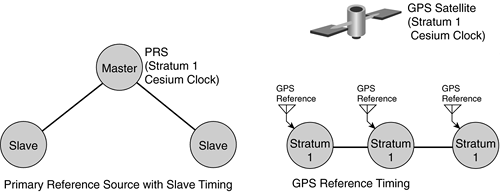 PRS
(Stratum 1
Cesium Clock)
Master
Slave
Slave
Primary Reference Source with Slave Timing
GPS Satellite
(Stratum 1
Cesium Clock)
GPS
Reference
GPS
Reference
GPS
Reference
Stratum
1
Stratum
1
Stratum
1
GPS Reference Timing